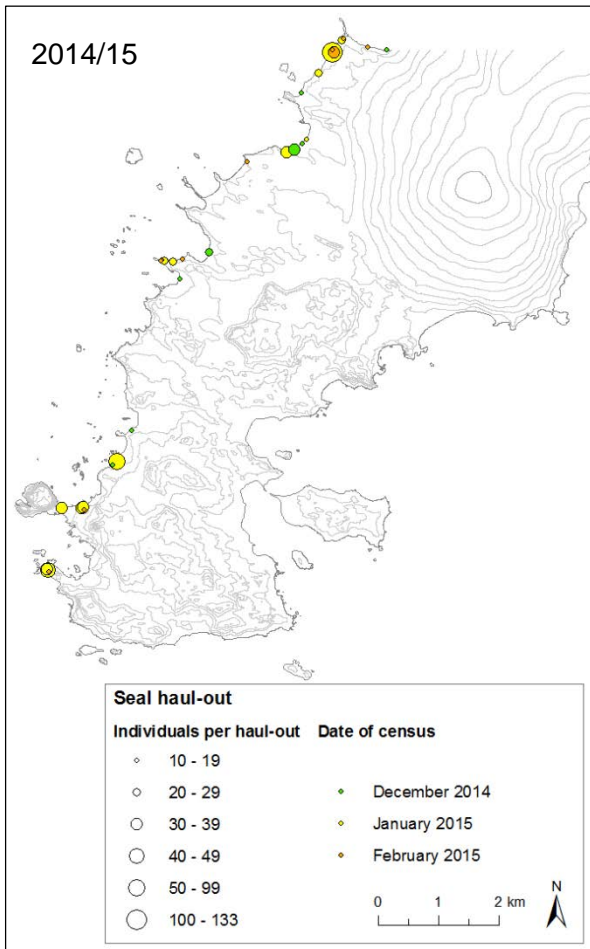 2014/15
Seal haul-out
Individuals per haul-out Date of census
10 - 19
20 - 29
30 - 39
40 - 49
50 - 99
100 - 133
December 2014
January 2015
February 2015
N
0 1 2 km